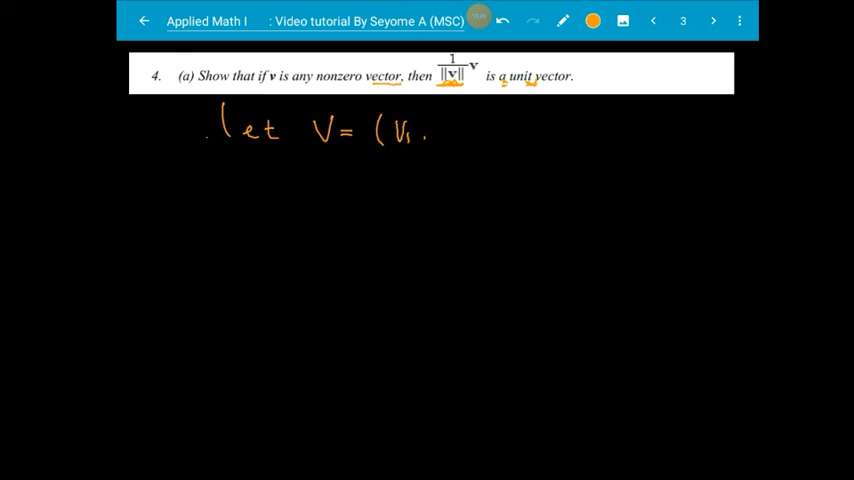 Applied Math I : Video tutorial By Seyome A (MSC) 3
4. (a) Show that if v is any nonzero vector, then 1/||v|| v is a unit vector.
let V = (V₁ .